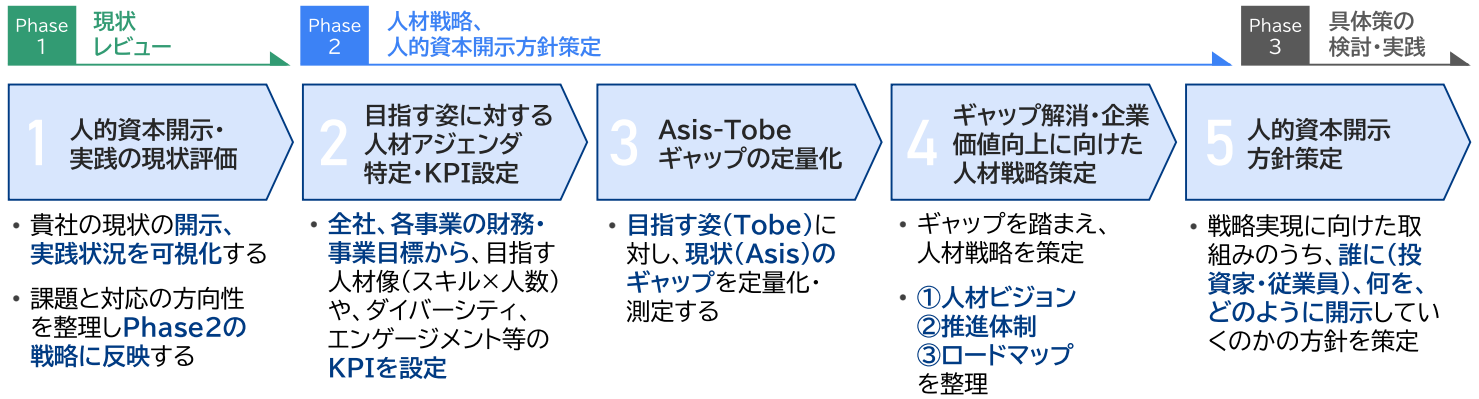 Phase
1
現状
レビュー
Phase
2
人材戦略、
人的資本開示方針策定
Phase
3
具体策の
検討・実践
1
人的資本開示・
実践の現状評価
2
目指す姿に対する
人材アジェンダ
特定・KPI設定
3
Asis-Tobe
ギャップの定量化
4
ギャップ解消・企業
価値向上に向けた
人材戦略策定
5
人的資本開示
方針策定
• 貴社の現状の開示、
実践状況を可視化する
• 課題と対応の方向性
を整理しPhase2の
戦略に反映する
• 全社、各事業の財務・
事業目標から、目指す
人材像（スキル×人数）
や、ダイバーシティ、
エンゲージメント等の
KPIを設定
• 目指す姿（Tobe）に
対し、現状（Asis）の
ギャップを定量化・
測定する
• ギャップを踏まえ、
人材戦略を策定
• ①人材ビジョン
②推進体制
③ロードマップ
を整理
• 戦略実現に向けた取
組みのうち、誰に（投
資家・従業員）、何を、
どのように開示してい
くのかの方針を策定